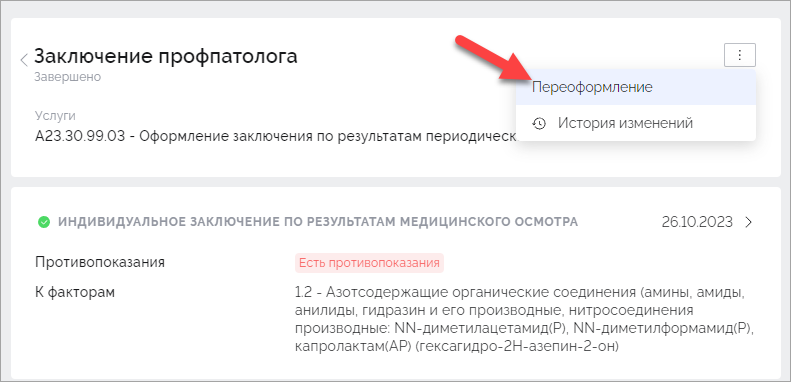 Заключение профпатолога
Завершено
Переоформление
Услуги
История изменений
А23.30.99.03 - Оформление заключения по результатам периодическ
ИНДИВИДУАЛЬНОЕ ЗАКЛЮЧЕНИЕ ПО РЕЗУЛЬТАТАМ МЕДИЦИНСКОГО ОСМОТРА 26.10.2023
Противопоказания Есть противопоказания
К факторам 1.2 - Азотсодержащие органические соединения (амины, амиды,
анилиды, гидразин и его производные, нитросоединения
производные: NN-диметилацетамид(Р), NN-диметилформамид(Р),
капролактам(АР) (гексагидро-2Н-азепин-2-он)